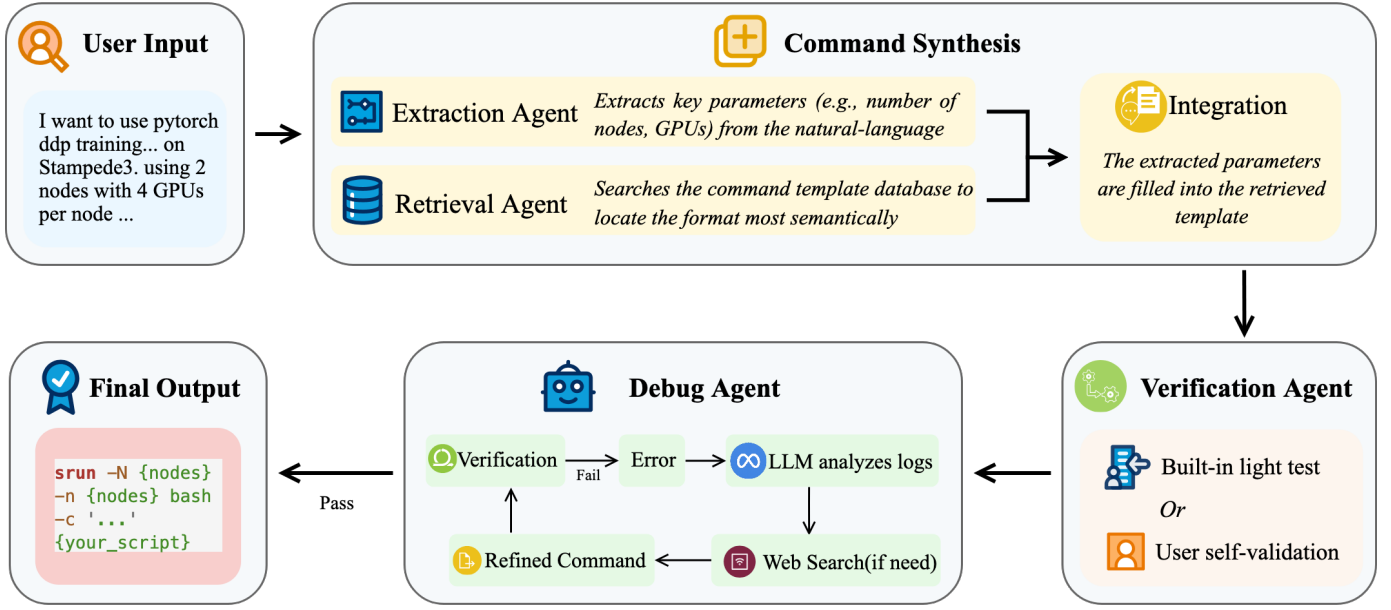 User Input
I want to use pytorch
ddp training... on
Stampede3. using 2
nodes with 4 GPUs
per node ...
Command Synthesis
Extraction Agent
Extracts key parameters (e.g., number of
nodes, GPUs) from the natural-language
Retrieval Agent
Searches the command template database to
locate the format most semantically
Integration
The extracted parameters
are filled into the retrieved
template
Verification Agent
Built-in light test
Or
User self-validation
Debug Agent
Verification
Fail
Error
LLM analyzes logs
Web Search(if need)
Refined Command
Pass
Final Output
srun −N {nodes}
−n {nodes} bash
−c '...'
{your_script}